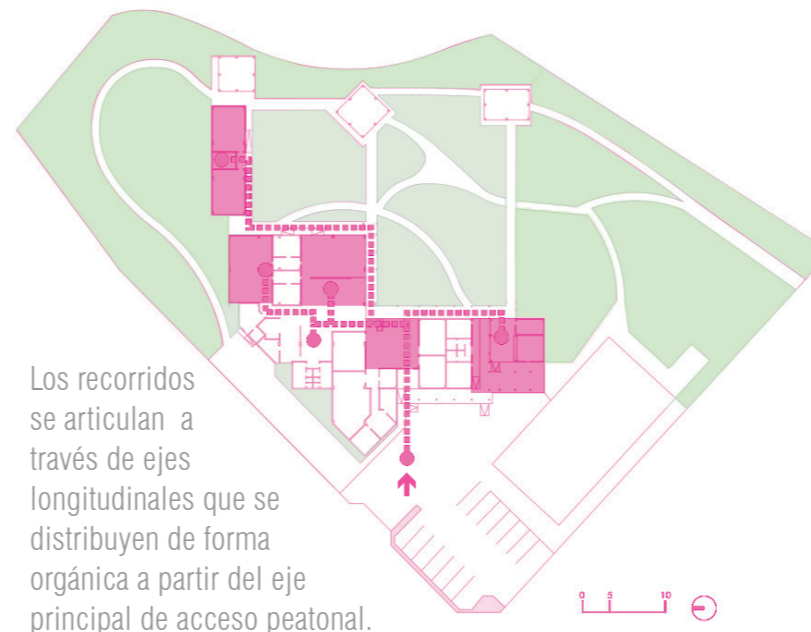 Los recorridos
se articulan a
través de ejes
longitudinales que se
distribuyen de forma
orgánica a partir del eje
principal de acceso peatonal.
0 5 10